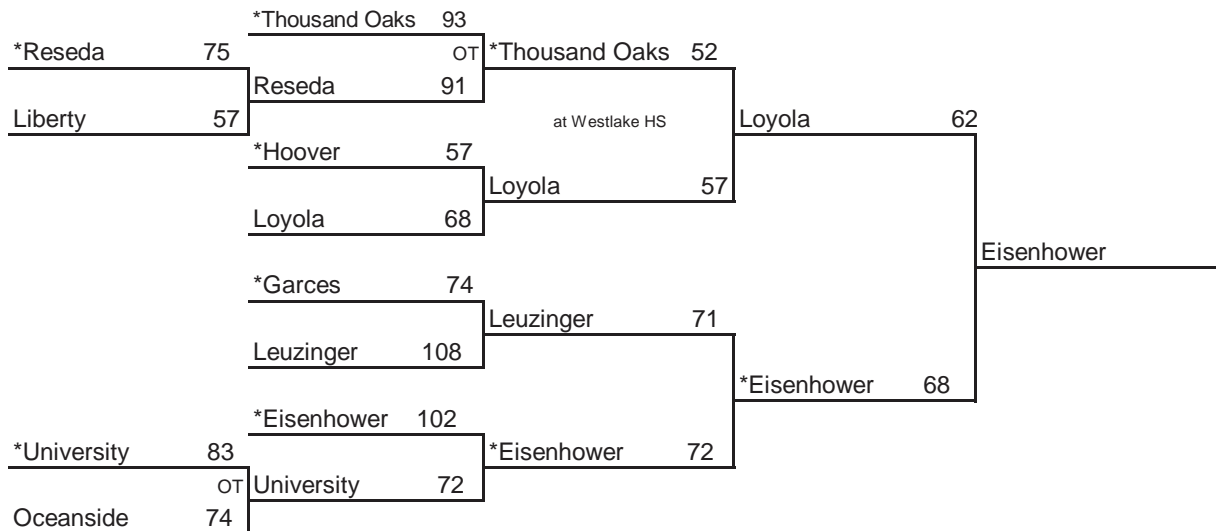 *Thousand Oaks 93
*Reseda 75
OT
*Thousand Oaks 52
Reseda 91
Liberty 57
at Westlake HS
Loyola 62
*Hoover 57
Loyola 57
Loyola 68
Eisenhower
*Garces 74
Leuzinger 71
Leuzinger 108
*Eisenhower 68
*Eisenhower 102
*University 83
*Eisenhower 72
OT
University 72
Oceanside 74